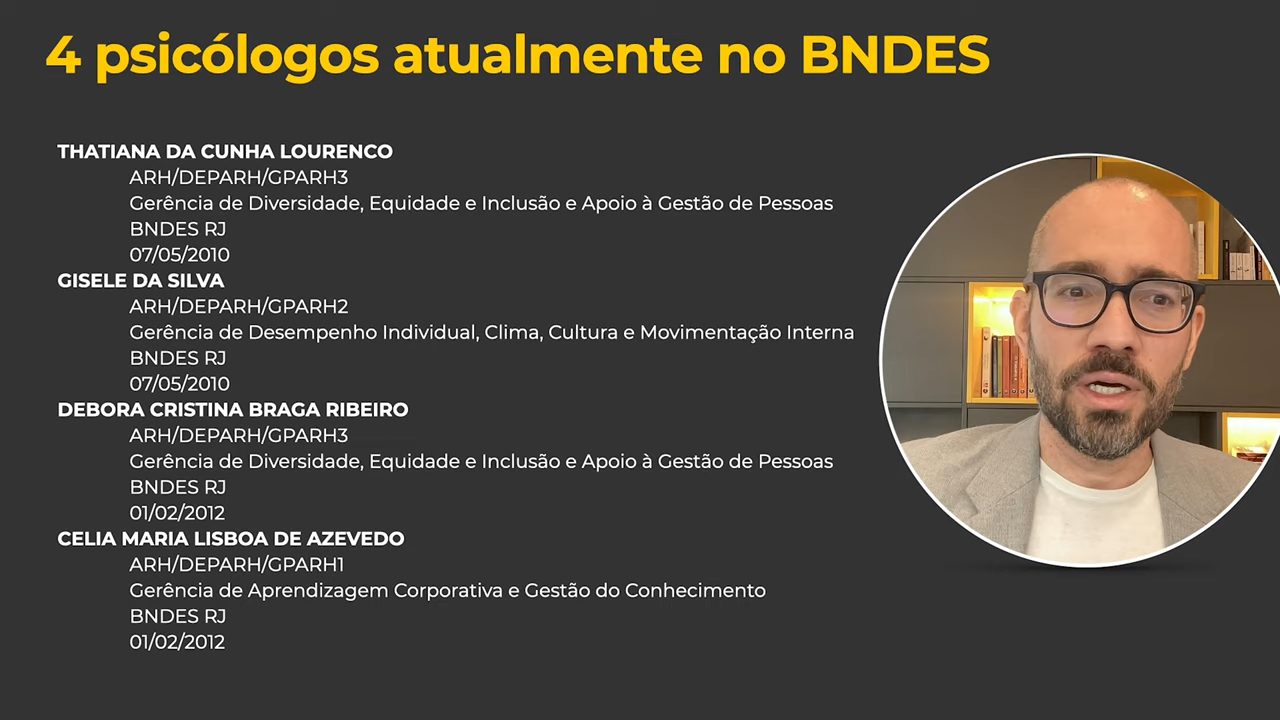 4 psicólogos atualmente no BNDES
THATIANA DA CUNHA LOURENCO
ARH/DEPARH/GPARH3
Gerência de Diversidade, Equidade e Inclusão e Apoio à Gestão de Pessoas
BNDES RJ
07/05/2010
GISELE DA SILVA
ARH/DEPARH/GPARH2
Gerência de Desempenho Individual, Clima, Cultura e Movimentação Interna
BNDES RJ
07/05/2010
DEBORA CRISTINA BRAGA RIBEIRO
ARH/DEPARH/GPARH3
Gerência de Diversidade, Equidade e Inclusão e Apoio à Gestão de Pessoas
BNDES RJ
01/02/2012
CELIA MARIA LISBOA DE AZEVEDO
ARH/DEPARH/GPARH1
Gerência de Aprendizagem Corporativa e Gestão do Conhecimento
BNDES RJ
01/02/2012